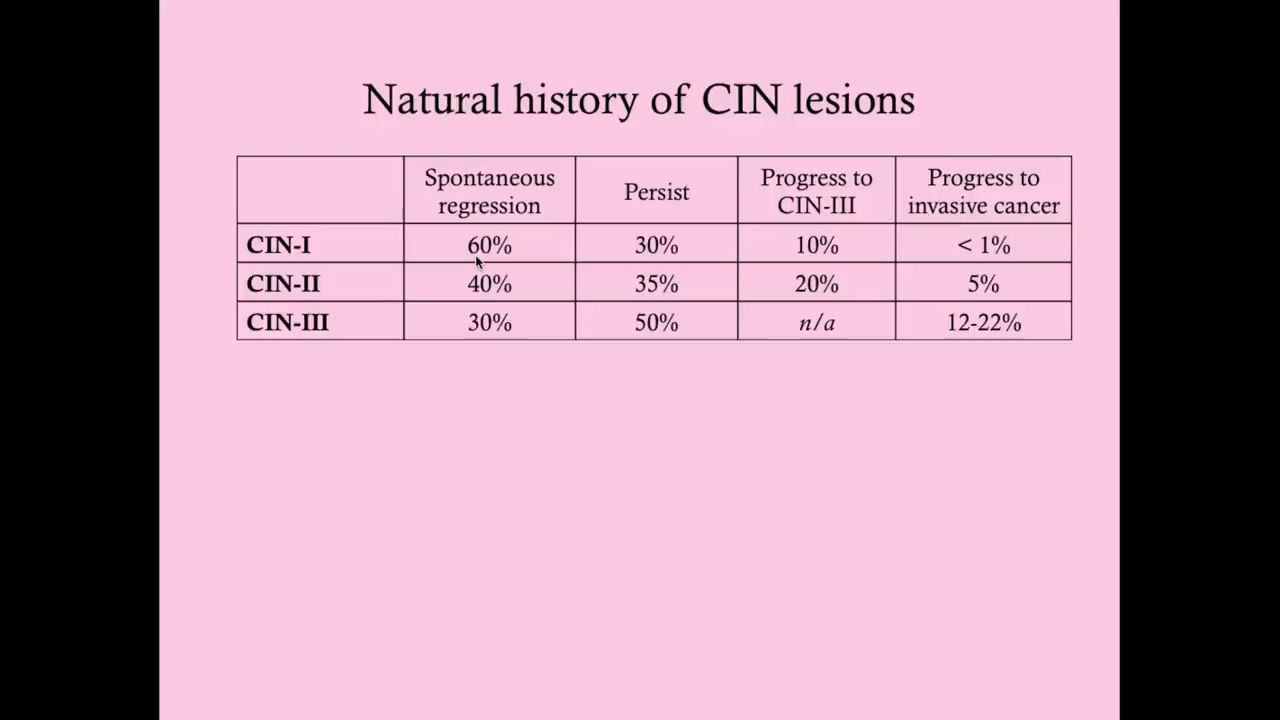 Natural history of CIN lesions
Spontaneous regression Persist Progress to CIN-III Progress to invasive cancer
CIN-I 60% 30% 10% < 1%
CIN-II 40% 35% 20% 5%
CIN-III 30% 50% n/a 12-22%